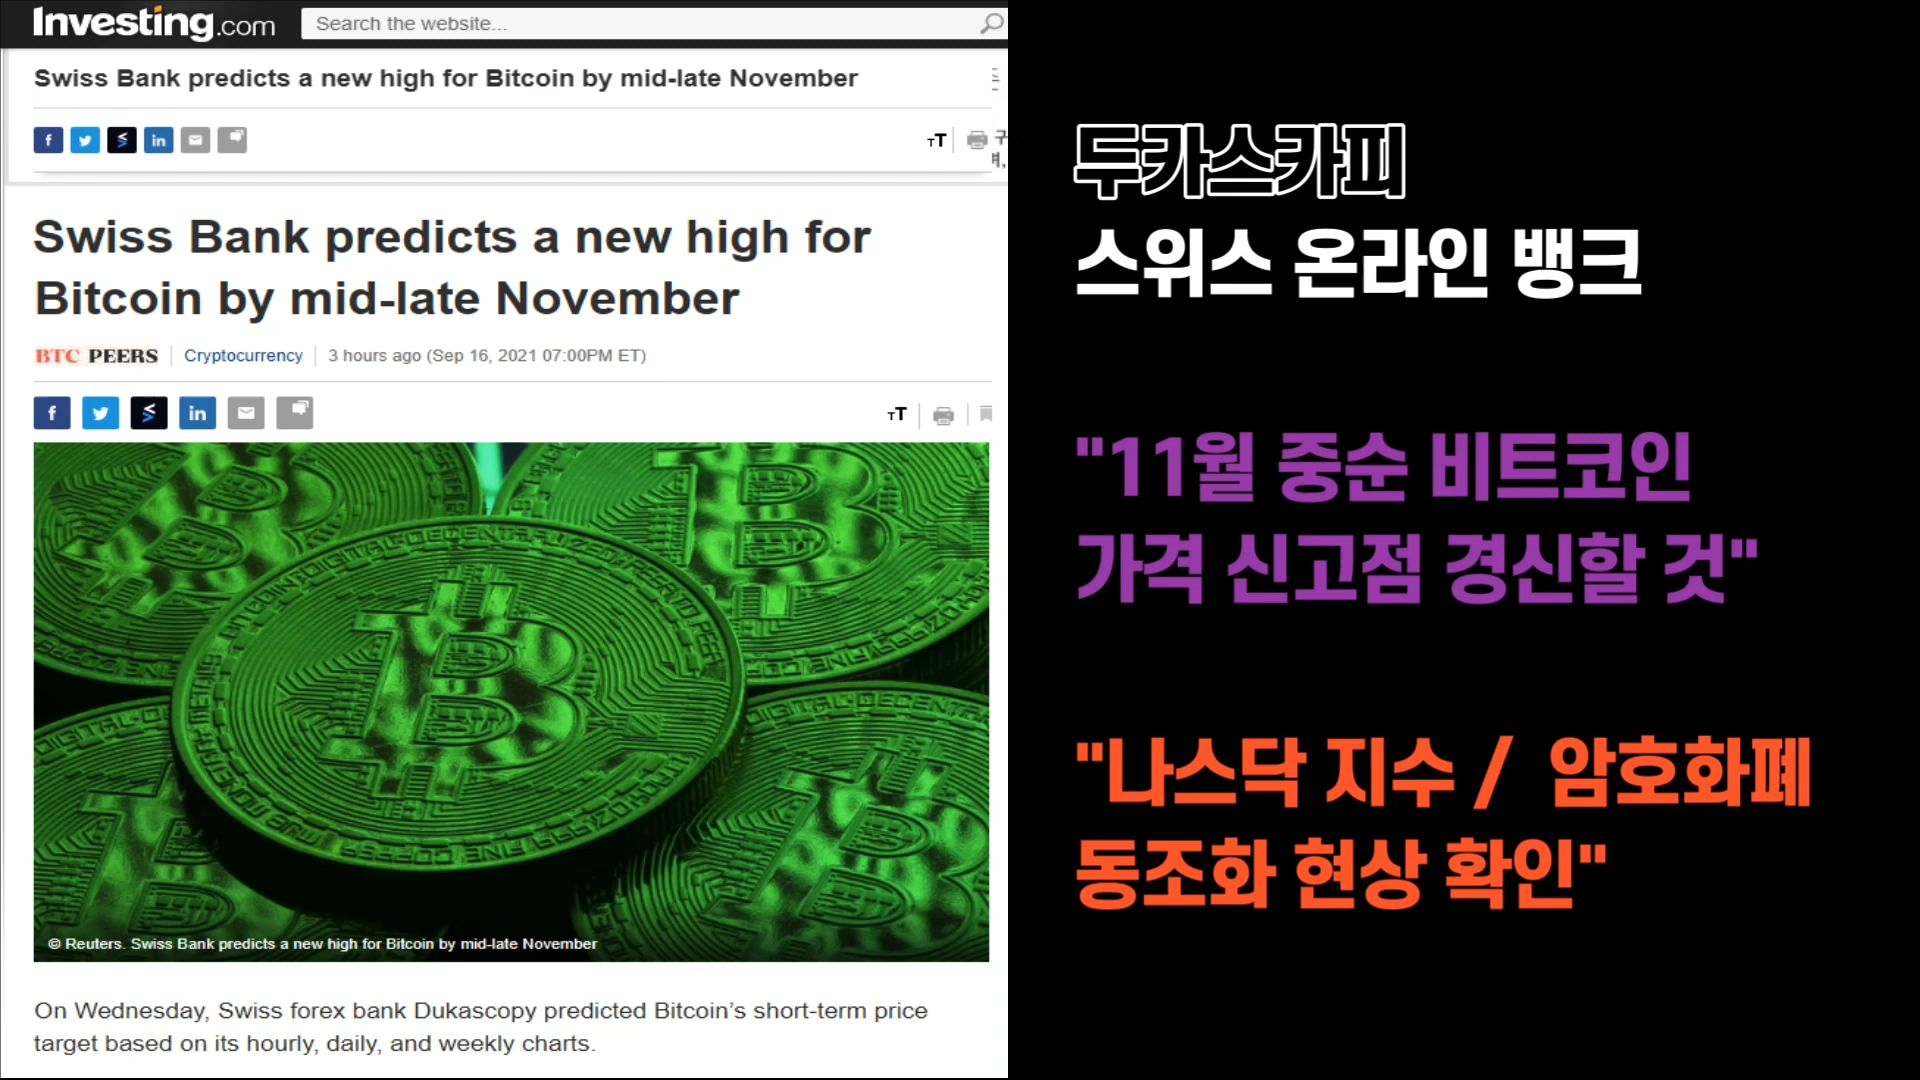 Investing.com
Search the website...
Swiss Bank predicts a new high for Bitcoin by mid-late November
Swiss Bank predicts a new high for
Bitcoin by mid-late November
BTC PEERS
Cryptocurrency
3 hours ago (Sep 16, 2021 07:00PM ET)
© Reuters. Swiss Bank predicts a new high for Bitcoin by mid-late November
On Wednesday, Swiss forex bank Dukascopy predicted Bitcoin’s short-term price
target based on its hourly, daily, and weekly charts.
두카스카피
스위스 온라인 뱅크
"11월 중순 비트코인
가격 신고점 경신할 것"
"나스닥 지수 / 암호화폐
동조화 현상 확인"